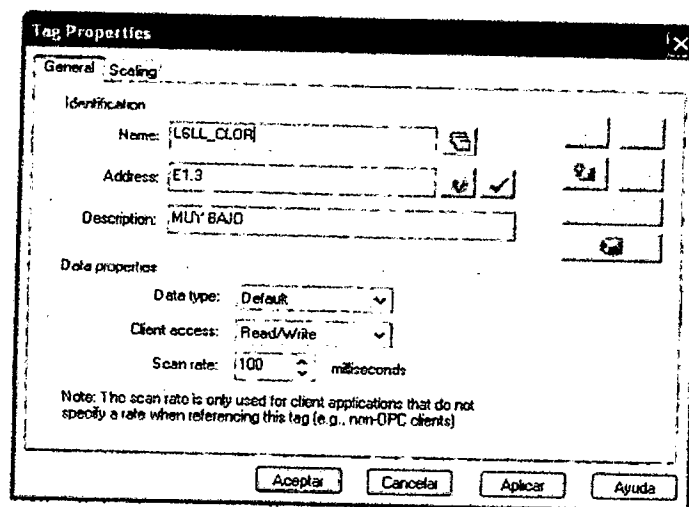 Tag Properties
General Scaling
Identification
Name: LSLL_CLOR
Address: E1.3
Description: MUY BAJO
Data properties
Data type: Default
Client access: Read/Write
Scan rate: 100 milliseconds
Note: The scan rate is only used for client applications that do not
specify a rate when referencing this tag (e.g., non-OPC clients)
Aceptar Cancelar Aplicar Ayuda